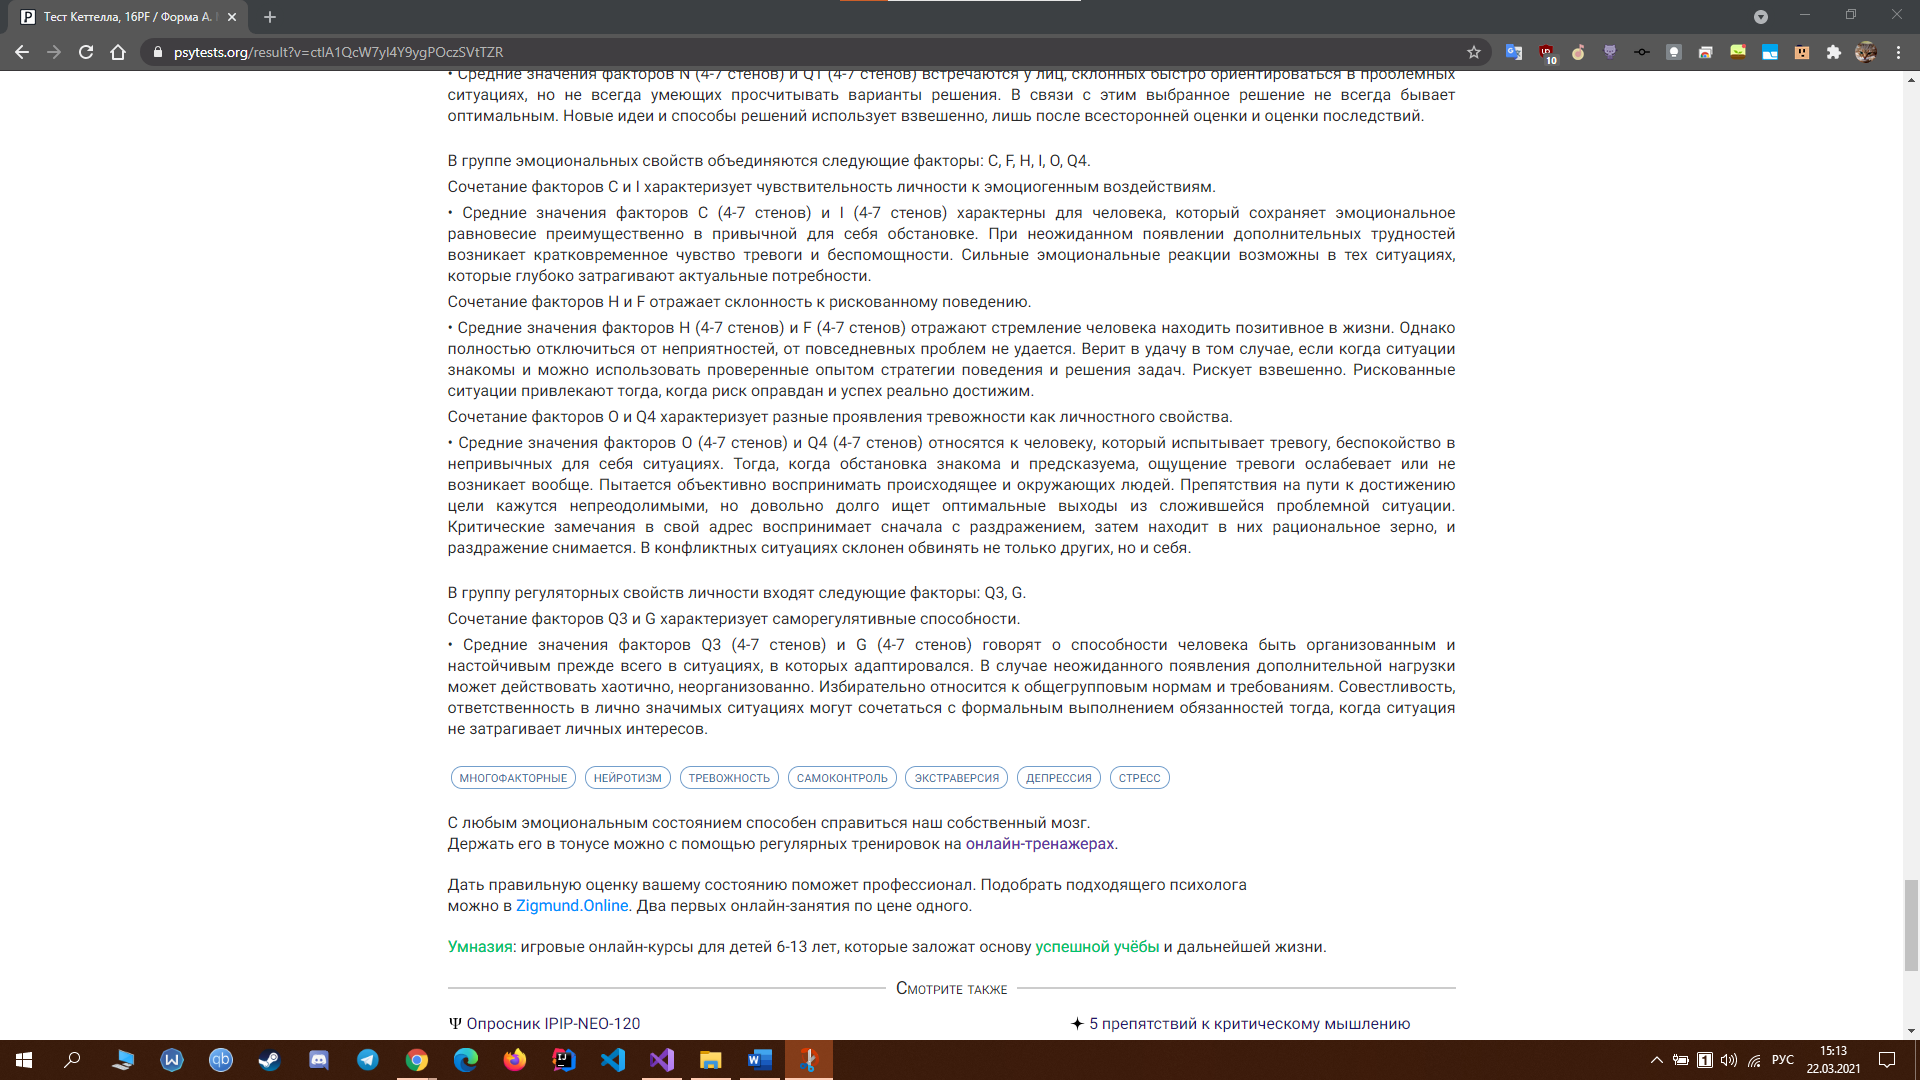 Тест Кеттелла, 16PF / Форма А.
psytests.org/result?v=ctlA1QcW7yl4Y9ygPOczSVtTZR
10
• Средние значения факторов N (4-7 стенов) и Q1 (4-7 стенов) встречаются у лиц, склонных быстро ориентироваться в проблемных
ситуациях, но не всегда умеющих просчитывать варианты решения. В связи с этим выбранное решение не всегда бывает
оптимальным. Новые идеи и способы решений использует взвешенно, лишь после всесторонней оценки и оценки последствий.
В группе эмоциональных свойств объединяются следующие факторы: C, F, H, I, O, Q4.
Сочетание факторов C и I характеризует чувствительность личности к эмоциогенным воздействиям.
• Средние значения факторов C (4-7 стенов) и I (4-7 стенов) характерны для человека, который сохраняет эмоциональное
равновесие преимущественно в привычной для себя обстановке. При неожиданном появлении дополнительных трудностей
возникает кратковременное чувство тревоги и беспомощности. Сильные эмоциональные реакции возможны в тех ситуациях,
которые глубоко затрагивают актуальные потребности.
Сочетание факторов H и F отражает склонность к рискованному поведению.
• Средние значения факторов H (4-7 стенов) и F (4-7 стенов) отражают стремление человека находить позитивное в жизни. Однако
полностью отключиться от неприятностей, от повседневных проблем не удается. Верит в удачу в том случае, если когда ситуации
знакомы и можно использовать проверенные опытом стратегии поведения и решения задач. Рискует взвешенно. Рискованные
ситуации привлекают тогда, когда риск оправдан и успех реально достижим.
Сочетание факторов O и Q4 характеризует разные проявления тревожности как личностного свойства.
• Средние значения факторов O (4-7 стенов) и Q4 (4-7 стенов) относятся к человеку, который испытывает тревогу, беспокойство в
непривычных для себя ситуациях. Тогда, когда обстановка знакома и предсказуема, ощущение тревоги ослабевает или не
возникает вообще. Пытается объективно воспринимать происходящее и окружающих людей. Препятствия на пути к достижению
цели кажутся непреодолимыми, но довольно долго ищет оптимальные выходы из сложившейся проблемной ситуации.
Критические замечания в свой адрес воспринимает сначала с раздражением, затем находит в них рациональное зерно, и
раздражение снимается. В конфликтных ситуациях склонен обвинять не только других, но и себя.
В группу регуляторных свойств личности входят следующие факторы: Q3, G.
Сочетание факторов Q3 и G характеризует саморегулятивные способности.
• Средние значения факторов Q3 (4-7 стенов) и G (4-7 стенов) говорят о способности человека быть организованным и
настойчивым прежде всего в ситуациях, в которых адаптировался. В случае неожиданного появления дополнительной нагрузки
может действовать хаотично, неорганизованно. Избирательно относится к общегрупповым нормам и требованиям. Совестливость,
ответственность в лично значимых ситуациях могут сочетаться с формальным выполнением обязанностей тогда, когда ситуация
не затрагивает личных интересов.
МНОГОФАКТОРНЫЕ НЕЙРОТИЗМ ТРЕВОЖНОСТЬ САМОКОНТРОЛЬ ЭКСТРАВЕРСИЯ ДЕПРЕССИЯ СТРЕСС
С любым эмоциональным состоянием способен справиться наш собственный мозг.
Держать его в тонусе можно с помощью регулярных тренировок на онлайн-тренажерах.
Дать правильную оценку вашему состоянию поможет профессионал. Подобрать подходящего психолога
можно в Zigmund.Online. Два первых онлайн-занятия по цене одного.
Умназия: игровые онлайн-курсы для детей 6-13 лет, которые заложат основу успешной учёбы и дальнейшей жизни.
Смотрите также
Ψ Опросник IPIP-NEO-120
5 препятствий к критическому мышлению
1 РУС 15:13
22.03.2021